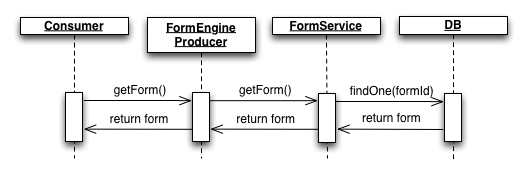 Consumer
FormEngine
Producer
FormService
DB
getForm()
getForm()
findOne(formId)
return form
return form
return form